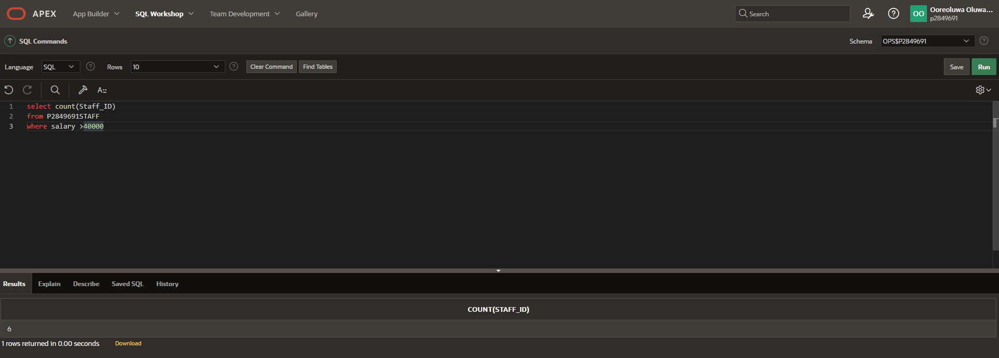 APEX App Builder SQL Workshop Team Development Gallery Search OO Ooreoluwa Oluwa...
p2849691
SQL Commands Schema OPS$P2849691
Language SQL Rows 10 Clear Command Find Tables Save Run
A
1 select count(Staff_ID)
2 from P2849691STAFF
3 where salary >40000
Results Explain Describe Saved SQL History
COUNT(STAFF_ID)
6
1 rows returned in 0.00 seconds Download